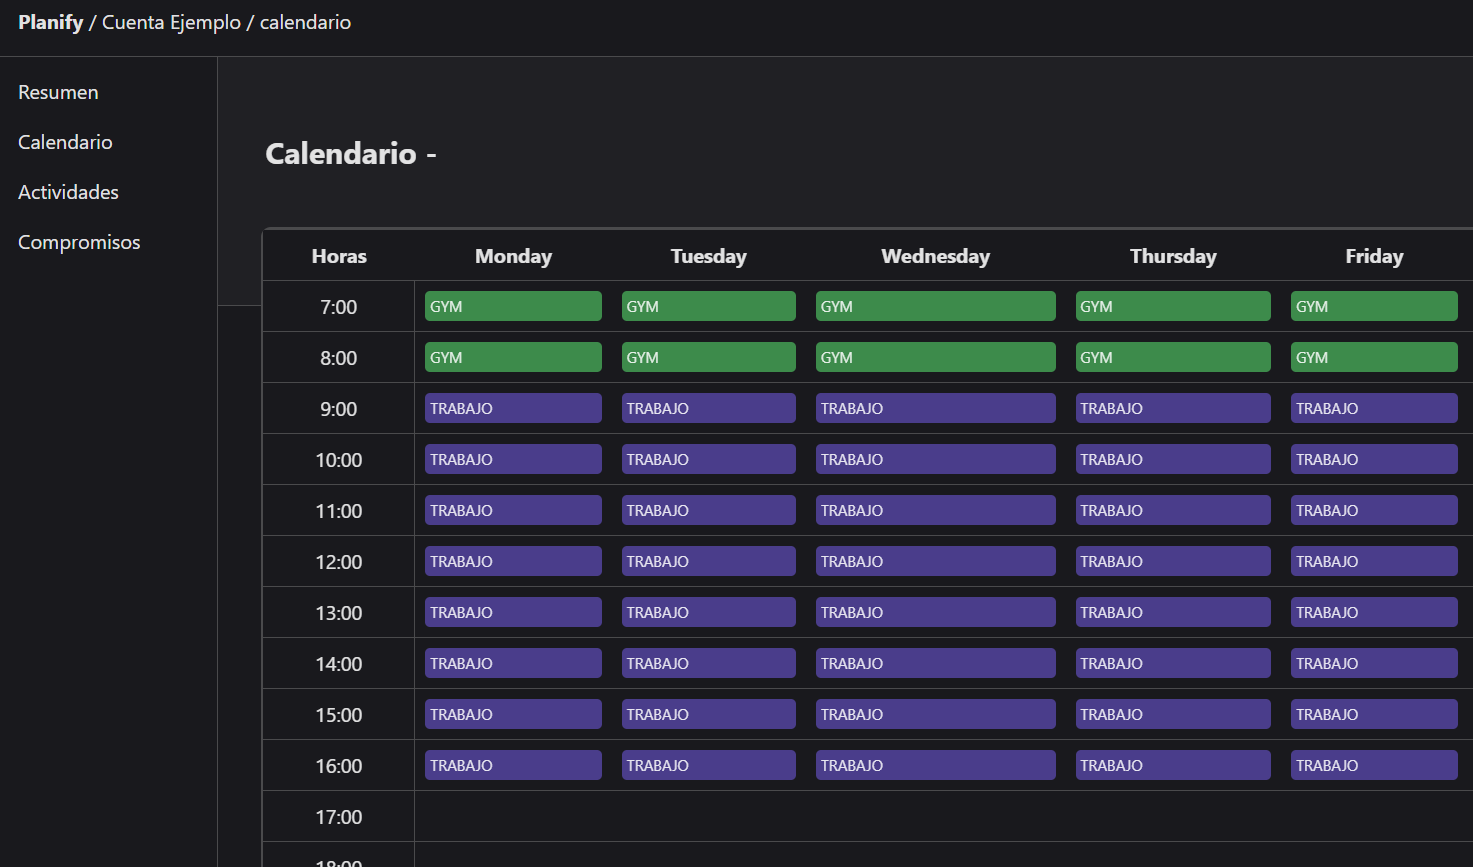 Planify / Cuenta Ejemplo / calendario
Resumen
Calendario
Actividades
Compromisos
Calendario -
Horas Monday Tuesday Wednesday Thursday Friday
7:00 GYM GYM GYM GYM GYM
8:00 GYM GYM GYM GYM GYM
9:00 TRABAJO TRABAJO TRABAJO TRABAJO TRABAJO
10:00 TRABAJO TRABAJO TRABAJO TRABAJO TRABAJO
11:00 TRABAJO TRABAJO TRABAJO TRABAJO TRABAJO
12:00 TRABAJO TRABAJO TRABAJO TRABAJO TRABAJO
13:00 TRABAJO TRABAJO TRABAJO TRABAJO TRABAJO
14:00 TRABAJO TRABAJO TRABAJO TRABAJO TRABAJO
15:00 TRABAJO TRABAJO TRABAJO TRABAJO TRABAJO
16:00 TRABAJO TRABAJO TRABAJO TRABAJO TRABAJO
17:00
18:00